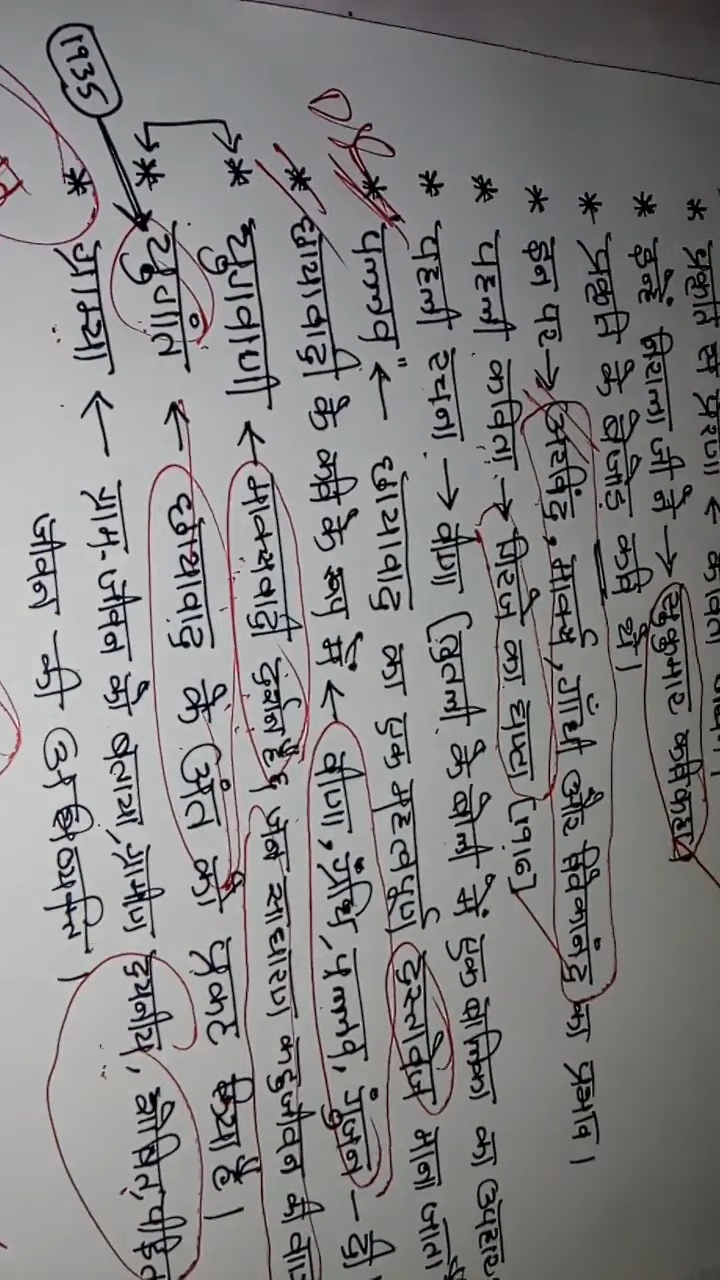 प्रकृति से प्रेरणा ← कविता
* इन्हें निराला जी ने → सुकुमार कवि कहा
* प्रकृति के बेजोड़ कवि थे।
* इन पर → अरविंद, मार्क्स, गाँधी और विवेकानंद का प्रभाव।
* पहली कविता → गिरजे का घण्टा [1916]
* पहली रचना → वीणा [तुतली के बोली में एक बालिका का उपहार
* पल्लव" ← छायावाद का एक महत्वपूर्ण दस्तावेज माना जाता
* छायावादी के कवि के रूप में ← वीणा, ग्रंथि, पल्लव, गुंजन – ही
* युगवाणी ← मार्क्सवादी दर्शन है, जन साधारण
* युगांत ← छायावाद के अंत को प्रकट किया है।
1935
* ग्राम्या ← ग्राम-जीवन को बताया, ग्रामीण दयनीय, शोषित, पीड़ित
जीवन की अभिव्यक्ति।